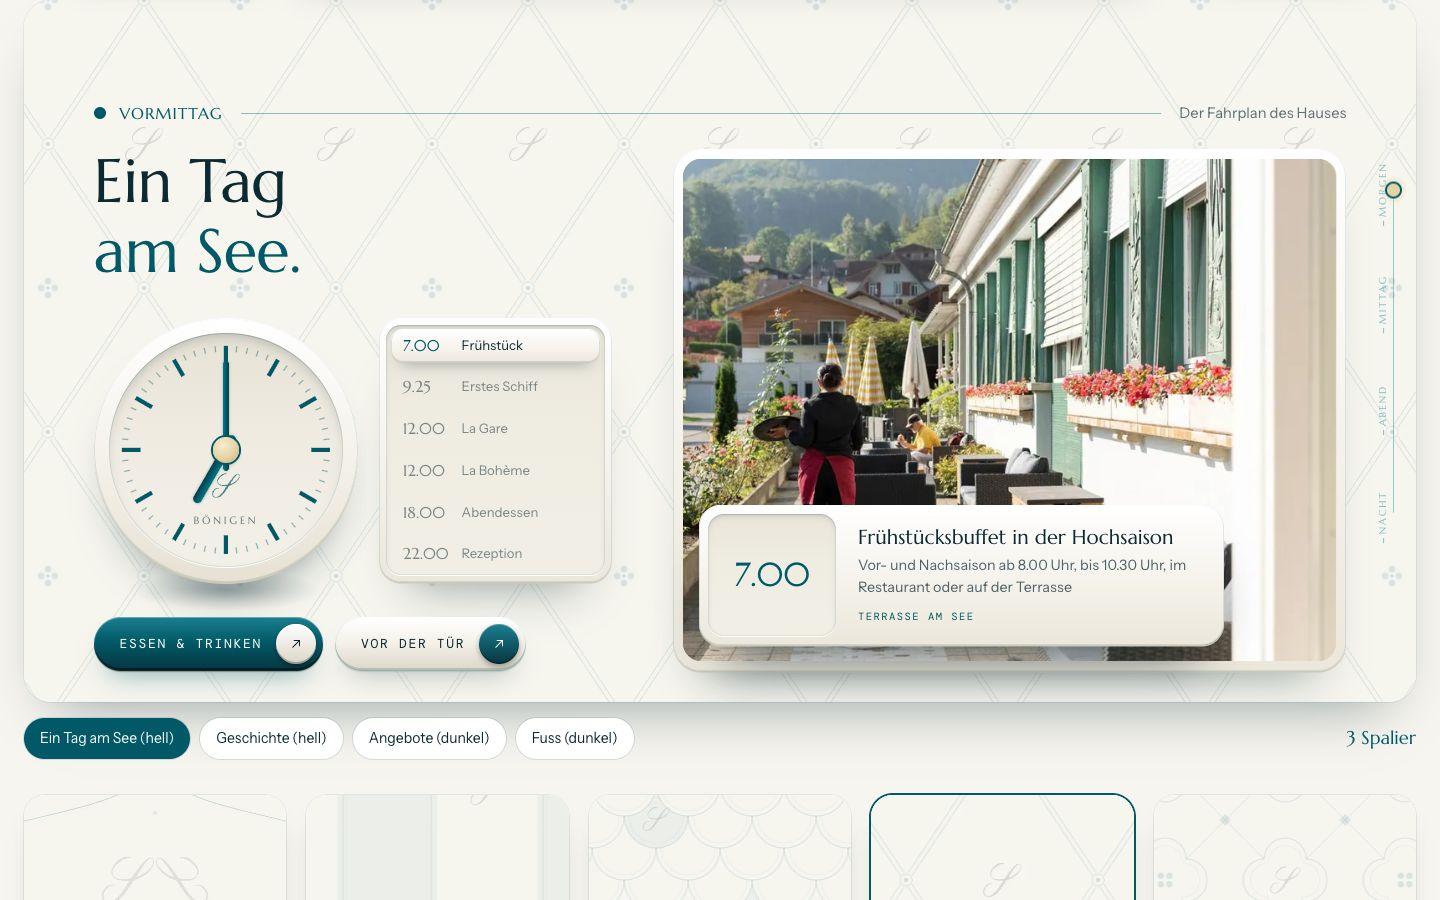 VORMITTAG
Der Fahrplan des Hauses
Ein Tag
am See.
BÖNIGEN
7.00 Frühstück
9.25 Erstes Schiff
12.00 La Gare
12.00 La Bohème
18.00 Abendessen
22.00 Rezeption
ESSEN & TRINKEN
VOR DER TÜR
7.00
Frühstücksbuffet in der Hochsaison
Vor- und Nachsaison ab 8.00 Uhr, bis 10.30 Uhr, im
Restaurant oder auf der Terrasse
TERRASSE AM SEE
– MORGEN
– MITTAG
– ABEND
– NACHT
Ein Tag am See (hell)
Geschichte (hell)
Angebote (dunkel)
Fuss (dunkel)
3 Spalier